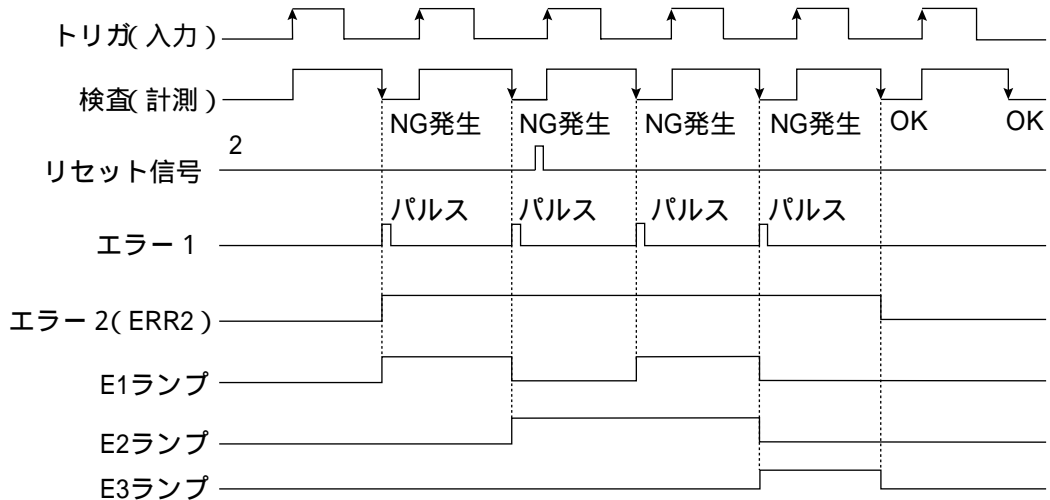 トリガ(入力)
検査(計測)
NG発生 NG発生 NG発生 NG発生 OK OK
2
リセット信号
パルス パルス パルス パルス
エラー1
エラー2(ERR2)
E1ランプ
E2ランプ
E3ランプ